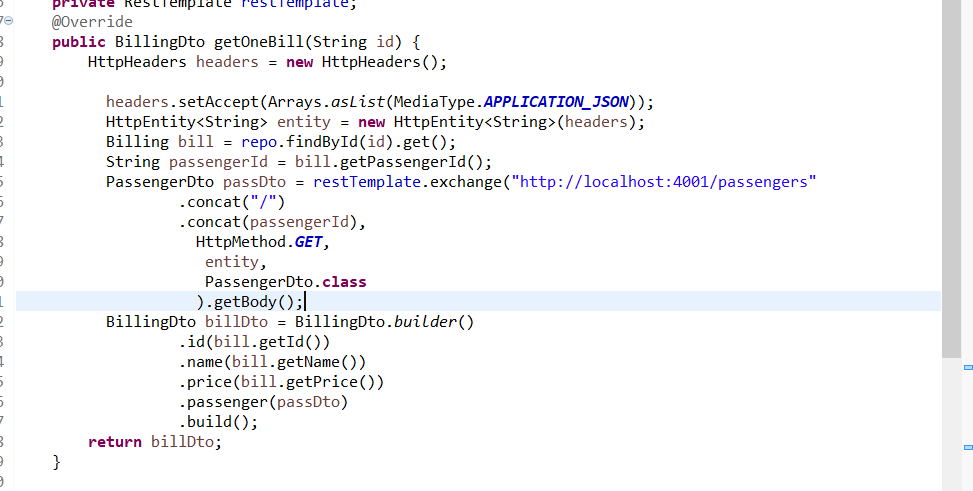 private RestTemplate restTemplate;
@Override
public BillingDto getOneBill(String id) {
HttpHeaders headers = new HttpHeaders();
headers.setAccept(Arrays.asList(MediaType.APPLICATION_JSON));
HttpEntity<String> entity = new HttpEntity<String>(headers);
Billing bill = repo.findById(id).get();
String passengerId = bill.getPassengerId();
PassengerDto passDto = restTemplate.exchange("http://localhost:4001/passengers"
.concat("/")
.concat(passengerId),
HttpMethod.GET,
entity,
PassengerDto.class
).getBody();
BillingDto billDto = BillingDto.builder()
.id(bill.getId())
.name(bill.getName())
.price(bill.getPrice())
.passenger(passDto)
.build();
return billDto;
}